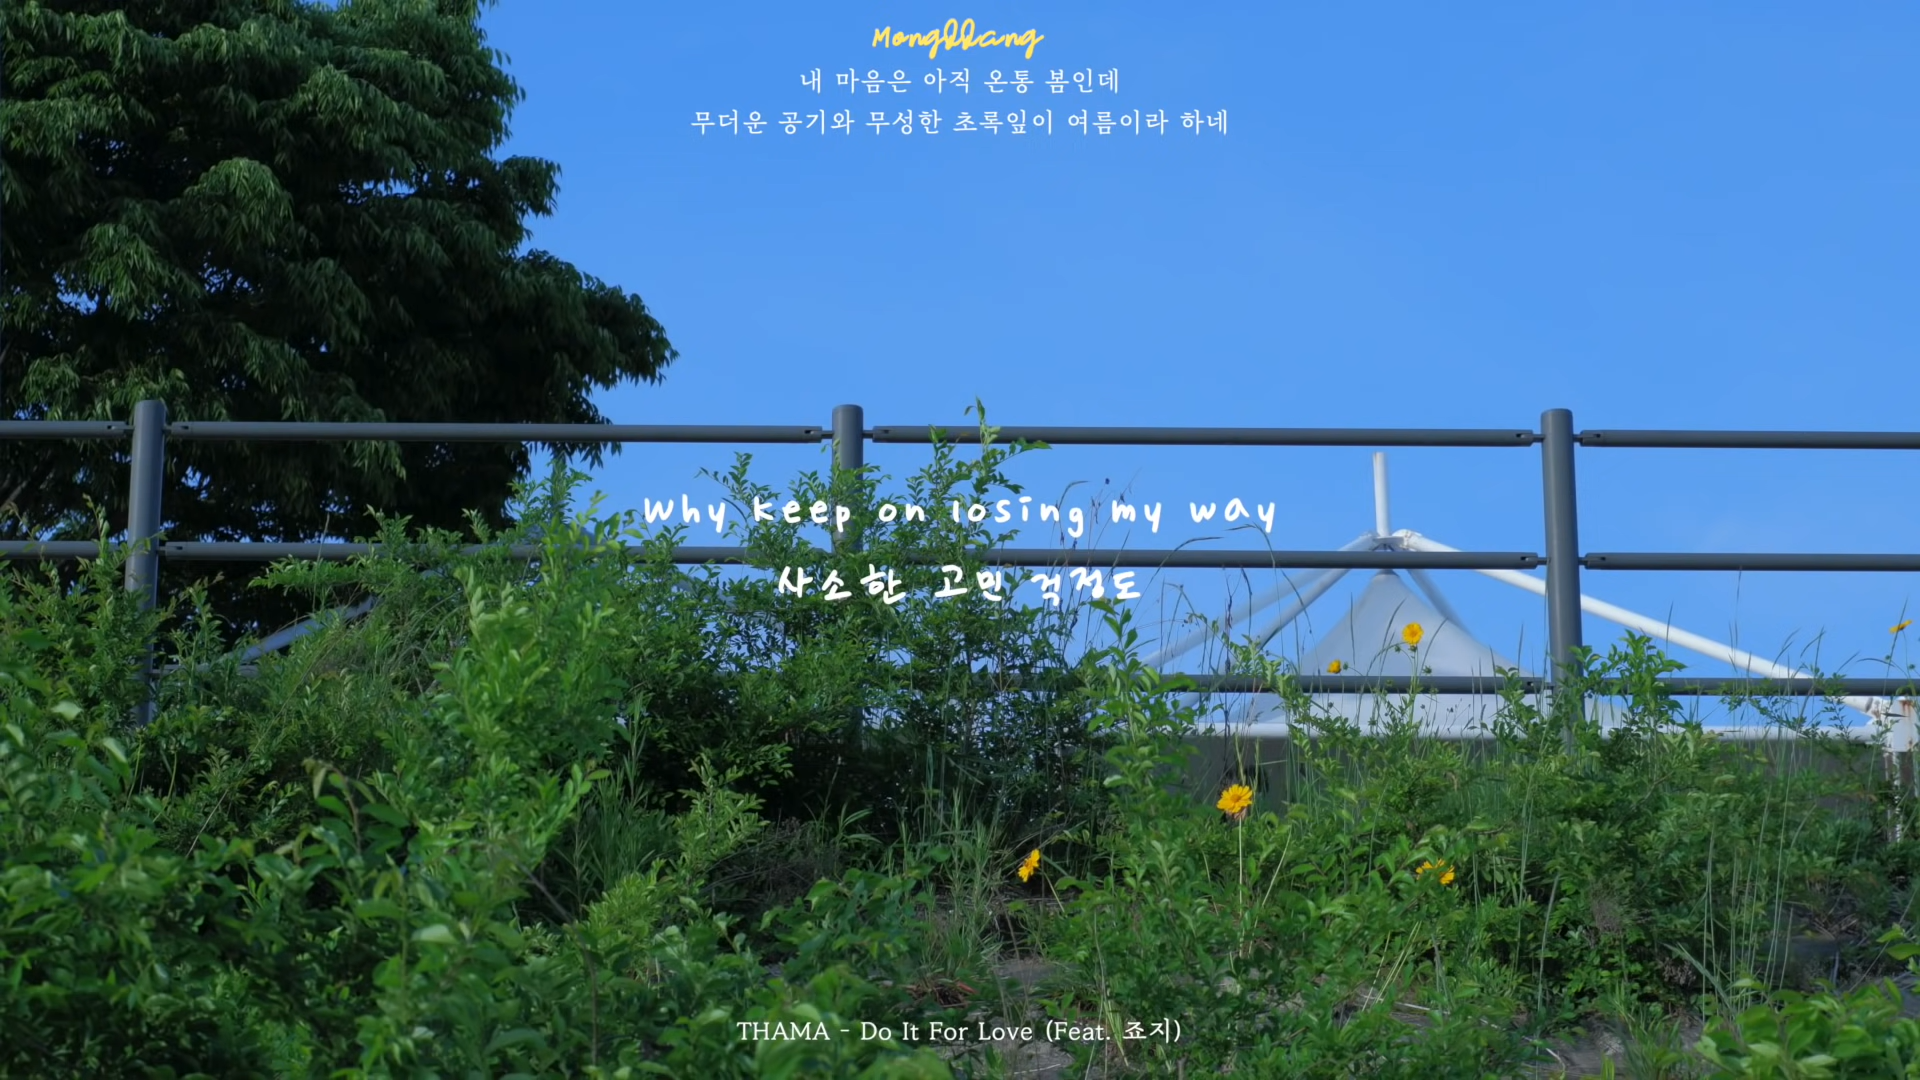 Mongllang
내 마음은 아직 온통 봄인데
무더운 공기와 무성한 초록잎이 여름이라 하네
why keep on losing my way
사소한 고민 걱정도
THAMA - Do It For Love (Feat. 죠지)